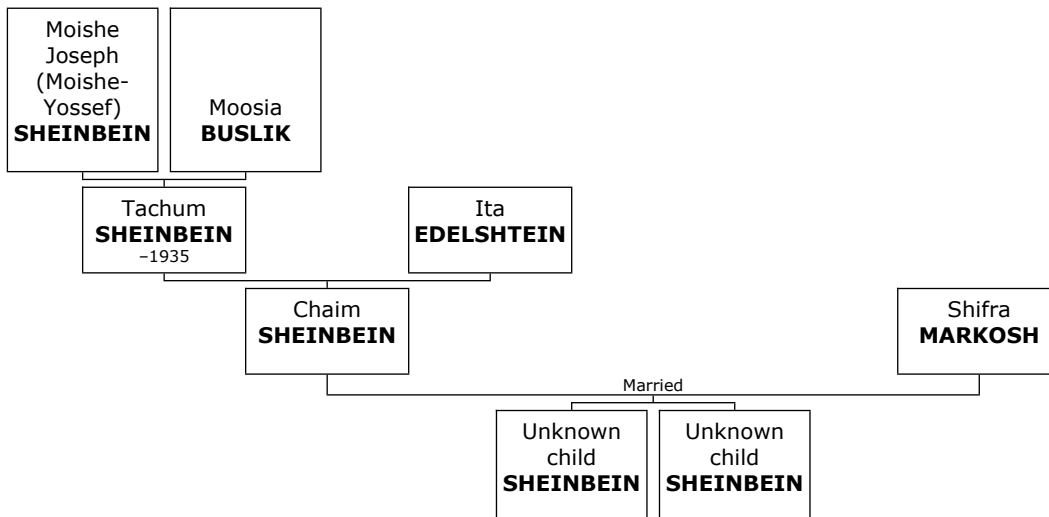 Moishe
Joseph
(Moishe-
Yossef)
SHEINBEIN
Moosia
BUSLIK
Tachum
SHEINBEIN
–1935
Ita
EDELSHTEIN
Chaim
SHEINBEIN
Shifra
MARKOSH
Married
Unknown
child
SHEINBEIN
Unknown
child
SHEINBEIN